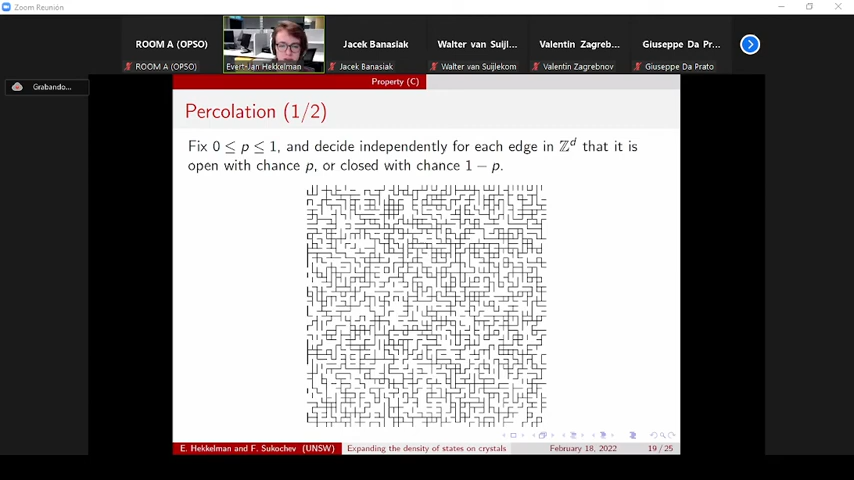 Zoom Reunión
ROOM A (OPSO)
Jacek Banasiak
Walter van Suijl...
Valentin Zagreb...
Giuseppe Da Pr...
ROOM A (OPSO)
Evert-Jan Hekkelman
Jacek Banasiak
Walter van Suijlekom
Valentin Zagrebnov
Giuseppe Da Prato
Grabando...
Property (C)
Percolation (1/2)
Fix 0 ≤ p ≤ 1, and decide independently for each edge in ℤ^d that it is
open with chance p, or closed with chance 1 − p.
E. Hekkelman and F. Sukochev (UNSW)
Expanding the density of states on crystals
February 18, 2022
19 / 25